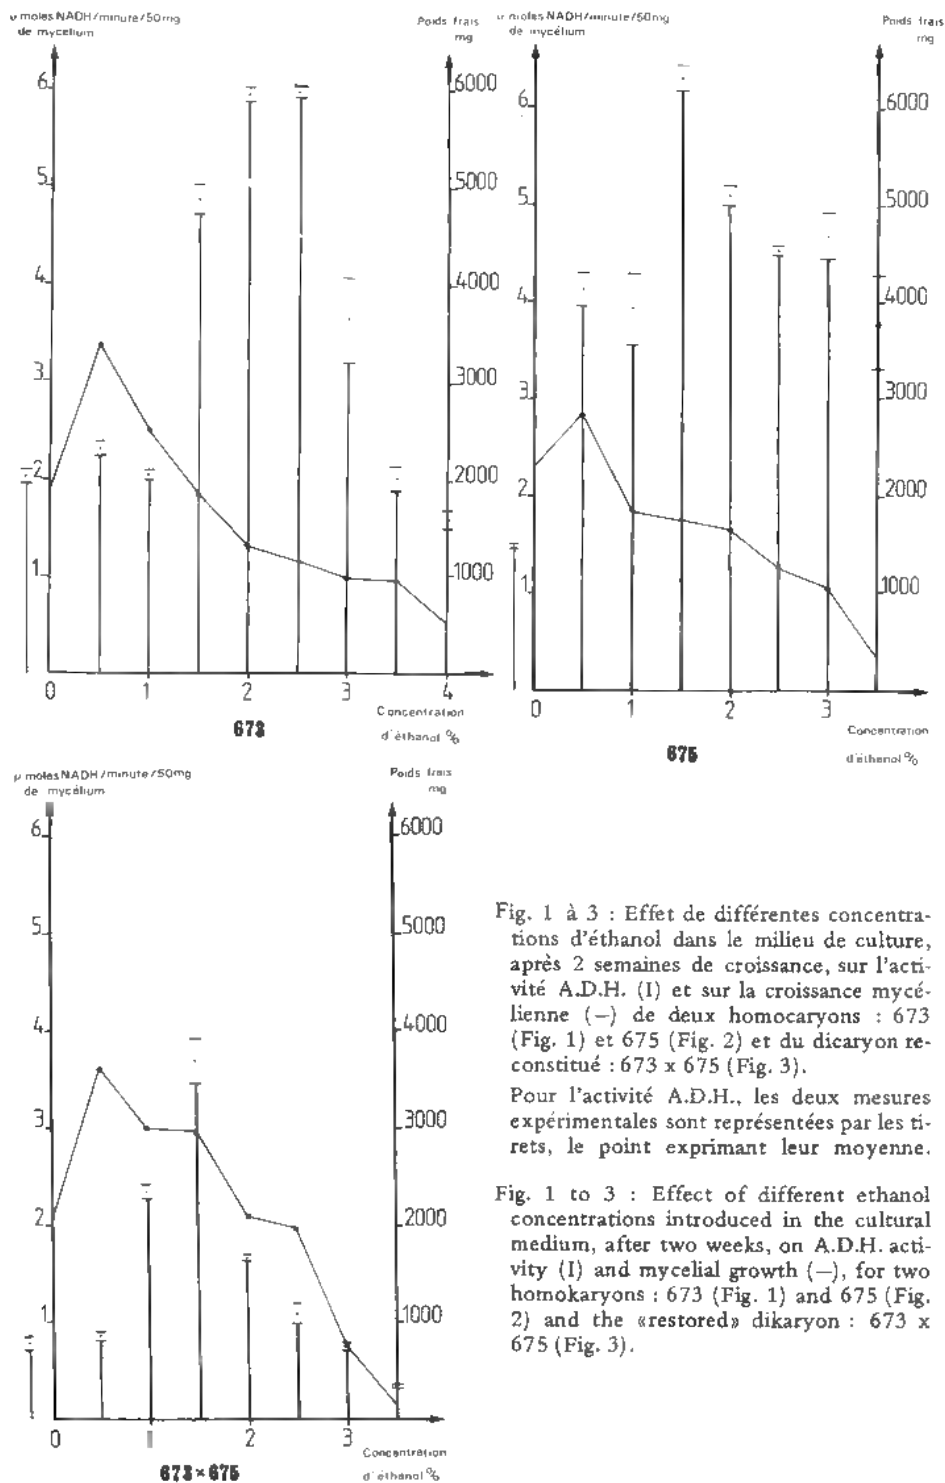 µ moles NADH/minute/50mg
de mycélium
Poids frais
mg
6
5
4
3
2
1
6000
5000
4000
3000
2000
1000
0 1 2 3 4
Concentration
d'éthanol %
673
µ moles NADH/minute/50mg
de mycélium
Poids frais
mg
6
5
4
3
2
1
6000
5000
4000
3000
2000
1000
0 1 2 3
Concentration
d'éthanol %
675
µ moles NADH/minute/50mg
de mycélium
Poids frais
mg
6
5
4
3
2
1
6000
5000
4000
3000
2000
1000
0 1 2 3
Concentration
d'éthanol %
673×675
Fig. 1 à 3 : Effet de différentes concentra-
tions d'éthanol dans le milieu de culture,
après 2 semaines de croissance, sur l'acti-
vité A.D.H. (I) et sur la croissance mycé-
lienne (–) de deux homocaryons : 673
(Fig. 1) et 675 (Fig. 2) et du dicaryon re-
constitué : 673 x 675 (Fig. 3).
Pour l'activité A.D.H., les deux mesures
expérimentales sont représentées par les ti-
rets, le point exprimant leur moyenne.
Fig. 1 to 3 : Effect of different ethanol
concentrations introduced in the cultural
medium, after two weeks, on A.D.H. acti-
vity (I) and mycelial growth (–), for two
homokaryons : 673 (Fig. 1) and 675 (Fig.
2) and the «restored» dikaryon : 673 x
675 (Fig. 3).